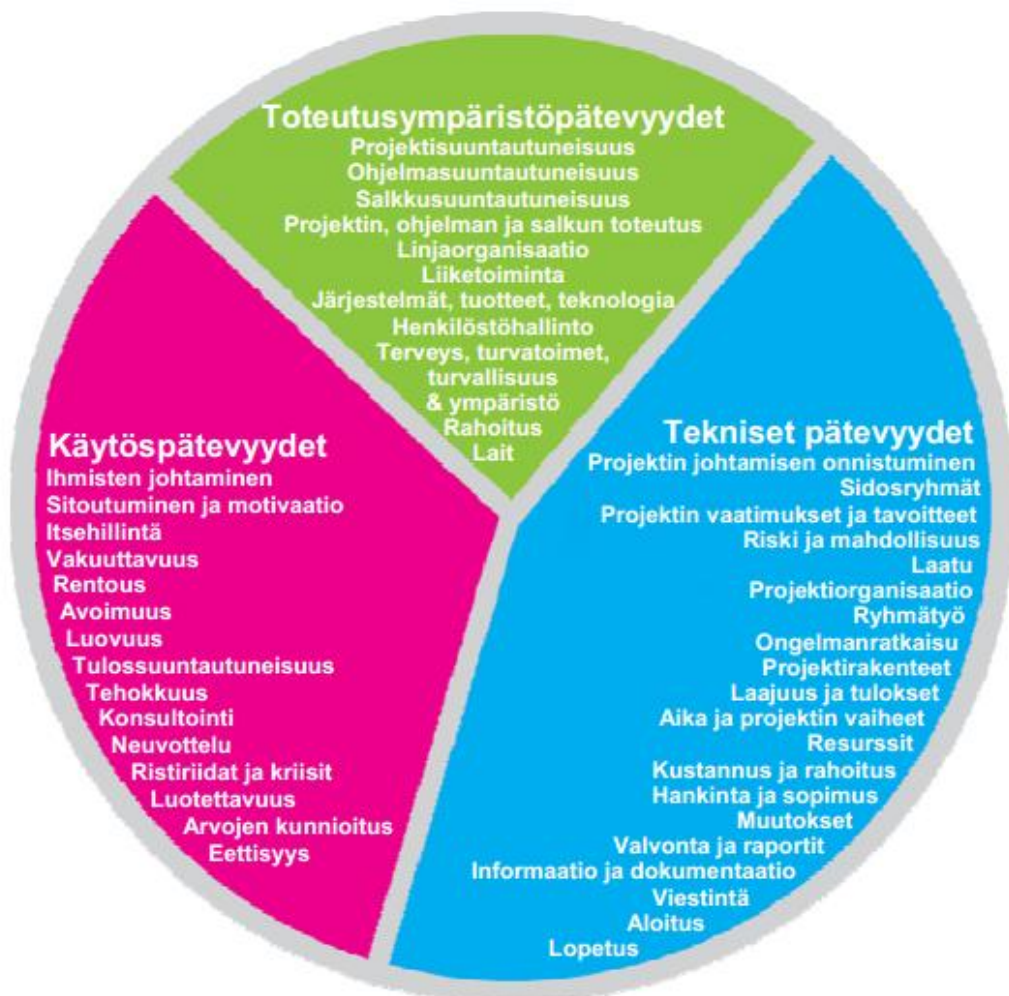 Toteutusympäristöpätevyydet
Projektisuuntautuneisuus
Ohjelmasuuntautuneisuus
Salkkusuuntautuneisuus
Projektin, ohjelman ja salkun toteutus
Linjaorganisaatio
Liiketoiminta
Järjestelmät, tuotteet, teknologia
Henkilöstöhallinto
Terveys, turvatoimet,
turvallisuus
& ympäristö
Rahoitus
Lait
Käytöspätevyydet
Ihmisten johtaminen
Sitoutuminen ja motivaatio
Itsehillintä
Vakuuttavuus
Rentous
Avoimuus
Luovuus
Tulossuuntautuneisuus
Tehokkuus
Konsultointi
Neuvottelu
Ristiriidat ja kriisit
Luotettavuus
Arvojen kunnioitus
Eettisyys
Tekniset pätevyydet
Projektin johtamisen onnistuminen
Sidosryhmät
Projektin vaatimukset ja tavoitteet
Riski ja mahdollisuus
Laatu
Projektiorganisaatio
Ryhmätyö
Ongelmanratkaisu
Projektirakenteet
Laajuus ja tulokset
Aika ja projektin vaiheet
Resurssit
Kustannus ja rahoitus
Hankinta ja sopimus
Muutokset
Valvonta ja raportit
Informaatio ja dokumentaatio
Viestintä
Aloitus
Lopetus